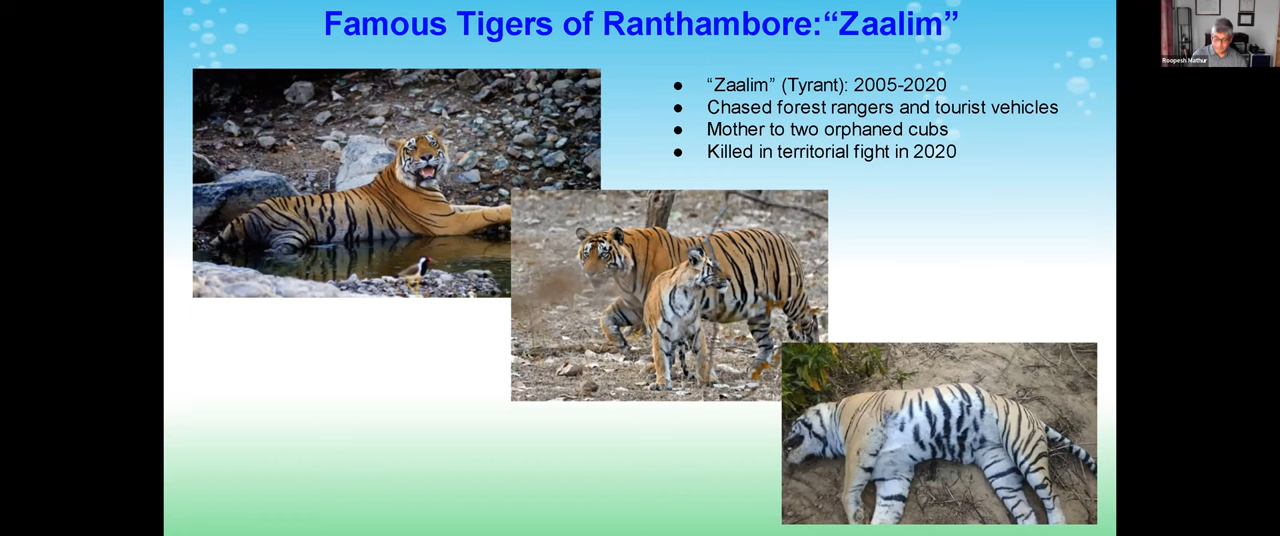 Famous Tigers of Ranthambore:“Zaalim”
● “Zaalim” (Tyrant): 2005-2020
● Chased forest rangers and tourist vehicles
● Mother to two orphaned cubs
● Killed in territorial fight in 2020
Roopesh Mathur